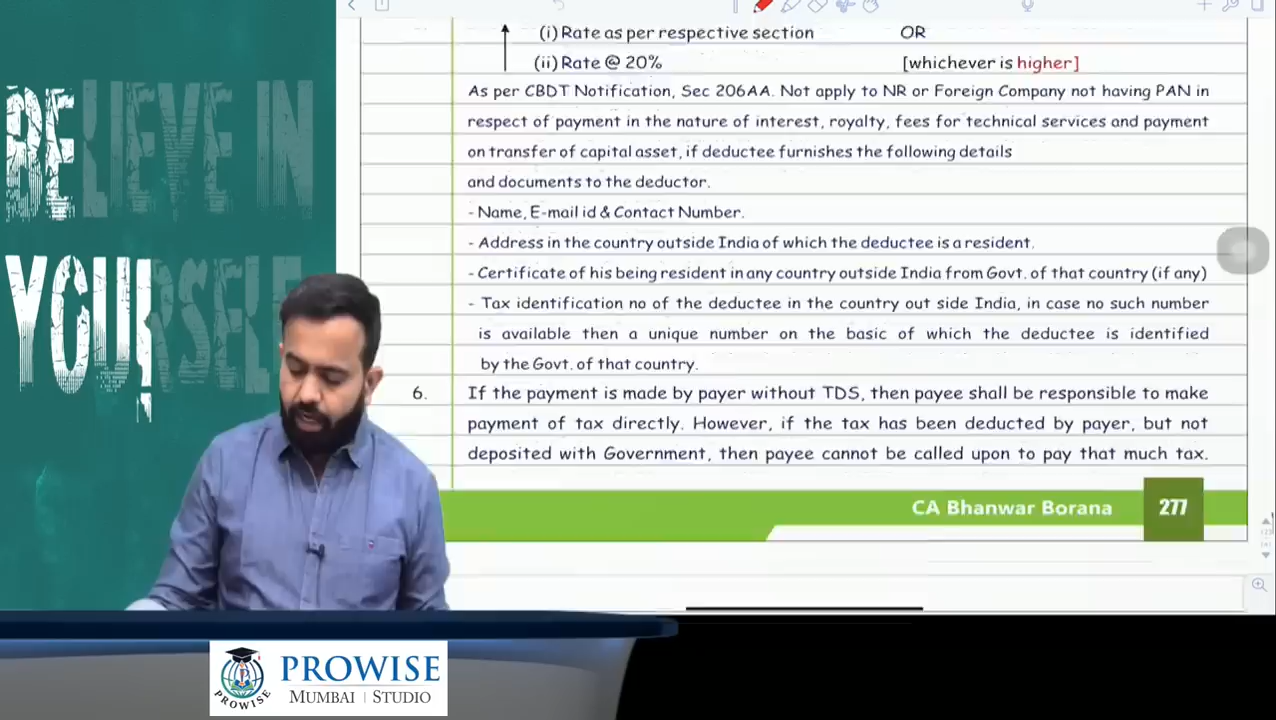 BELIEVE IN
YOURSELF
(i) Rate as per respective section OR
(ii) Rate @ 20% [whichever is higher]
As per CBDT Notification, Sec 206AA. Not apply to NR or Foreign Company not having PAN in
respect of payment in the nature of interest, royalty, fees for technical services and payment
on transfer of capital asset, if deductee furnishes the following details
and documents to the deductor.
- Name, E-mail id & Contact Number.
- Address in the country outside India of which the deductee is a resident.
- Certificate of his being resident in any country outside India from Govt. of that country (if any)
- Tax identification no of the deductee in the country out side India, in case no such number
is available then a unique number on the basic of which the deductee is identified
by the Govt. of that country.
6. If the payment is made by payer without TDS, then payee shall be responsible to make
payment of tax directly. However, if the tax has been deducted by payer, but not
deposited with Government, then payee cannot be called upon to pay that much tax.
CA Bhanwar Borana 277
PROWISE
PROWISE
MUMBAI | STUDIO